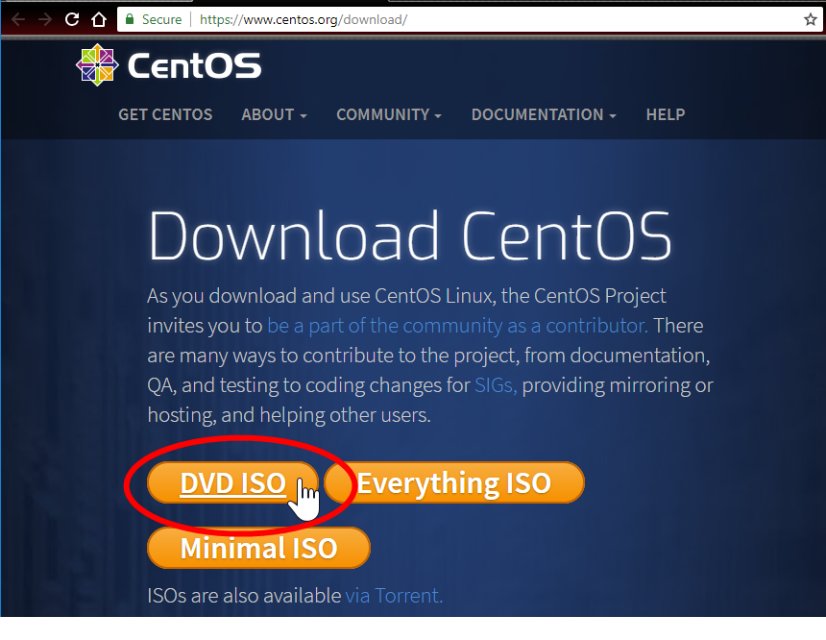 Secure https://www.centos.org/download/
CentOS
GET CENTOS ABOUT COMMUNITY DOCUMENTATION HELP
Download CentOS
As you download and use CentOS Linux, the CentOS Project
invites you to be a part of the community as a contributor. There
are many ways to contribute to the project, from documentation,
QA, and testing to coding changes for SIGs, providing mirroring or
hosting, and helping other users.
DVD ISO Everything ISO
Minimal ISO
ISOs are also available via Torrent.